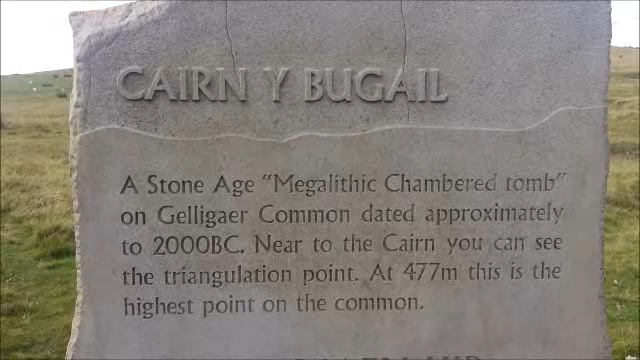 CAIRN Y BUGAIL
A Stone Age "Megalithic Chambered tomb"
on Gelligaer Common dated approximately
to 2000BC. Near to the Cairn you can see
the triangulation point. At 477m this is the
highest point on the common.